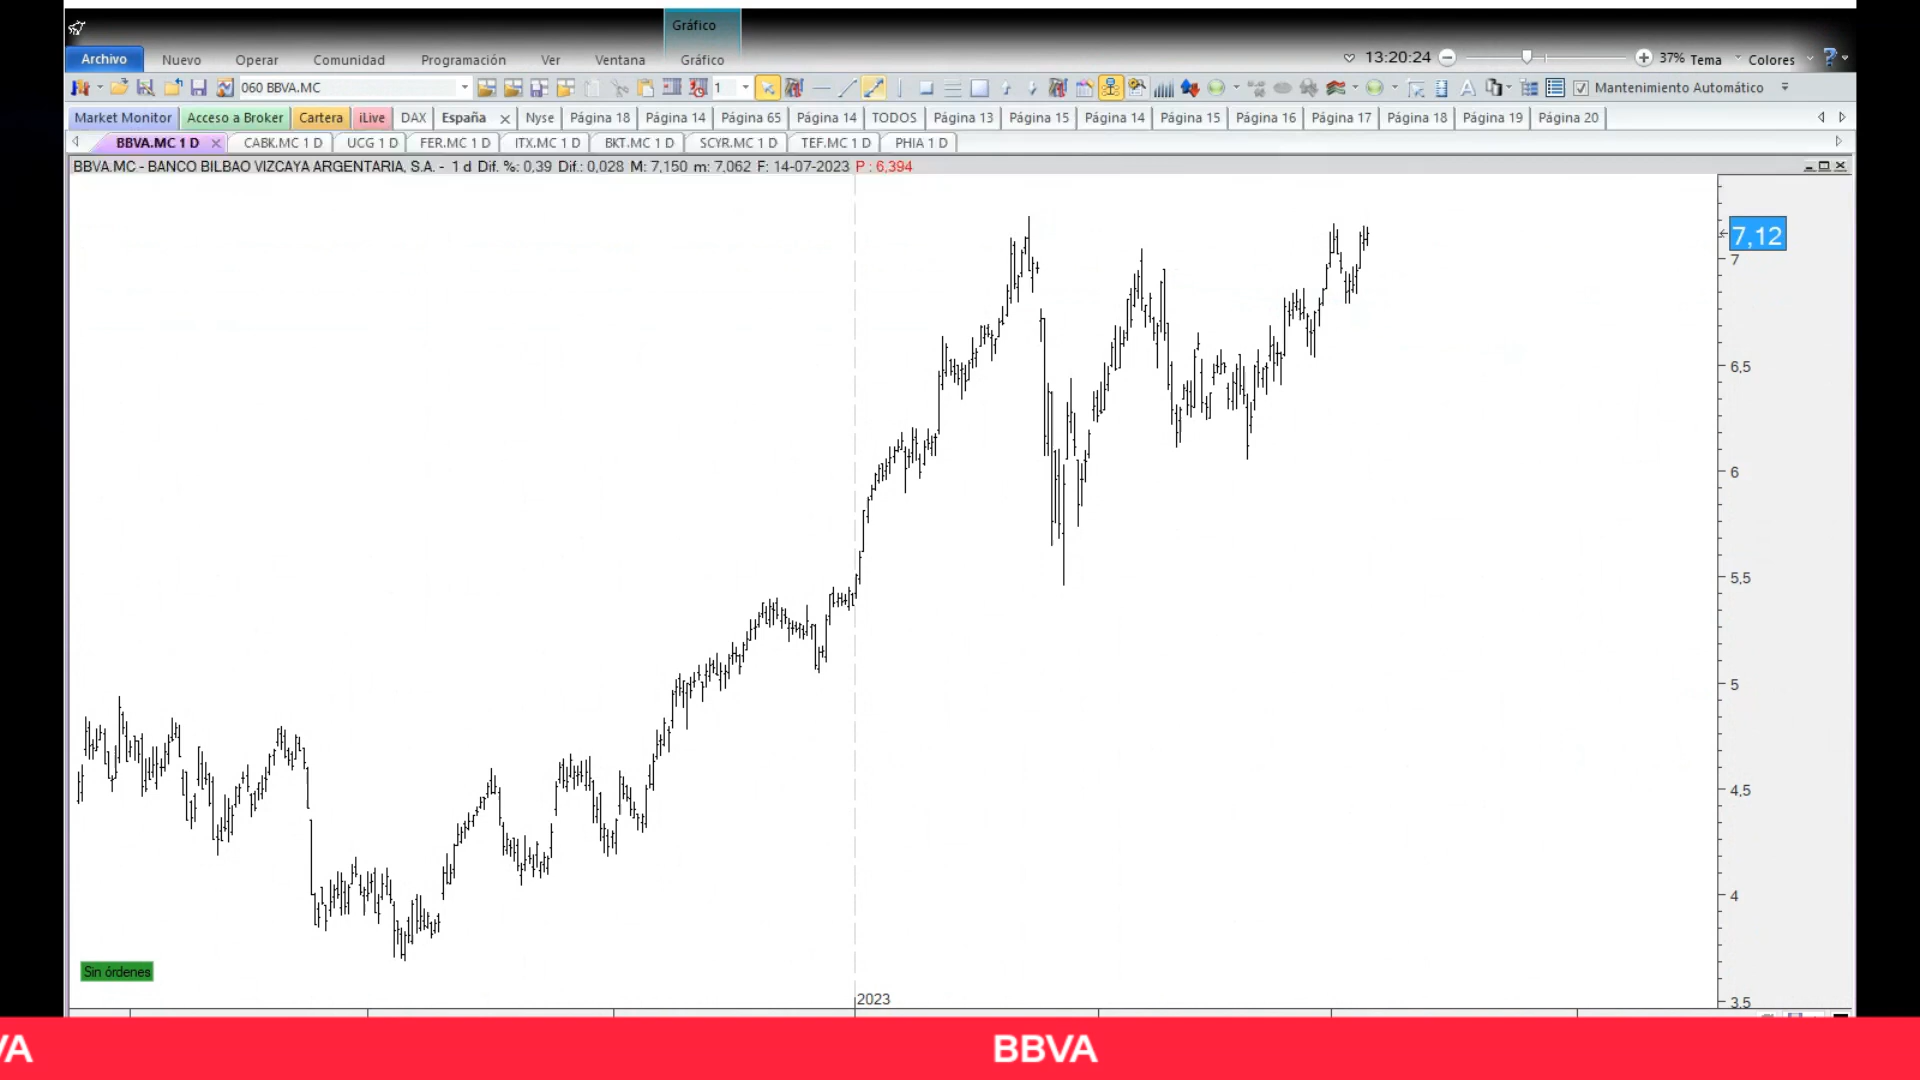 Gráfico
Archivo Nuevo Operar Comunidad Programación Ver Ventana Gráfico 13:20:24 37% Tema Colores
060 BBVA.MC 1 Mantenimiento Automático
Market Monitor Acceso a Broker Cartera iLive DAX España Nyse Página 18 Página 14 Página 65 Página 14 TODOS Página 13 Página 15 Página 14 Página 15 Página 16 Página 17 Página 18 Página 19 Página 20
BBVA.MC 1 D CABK.MC 1 D UCG 1 D FER.MC 1 D ITX.MC 1 D BKT.MC 1 D SCYR.MC 1 D TEF.MC 1 D PHIA 1 D
BBVA.MC - BANCO BILBAO VIZCAYA ARGENTARIA, S.A. - 1 d Dif. %: 0,39 Dif.: 0,028 M: 7,150 m: 7,062 F: 14-07-2023 P : 6,394
7,12
7
6,5
6
5,5
5
4,5
4
Sin órdenes
2023
3,5
VA BBVA